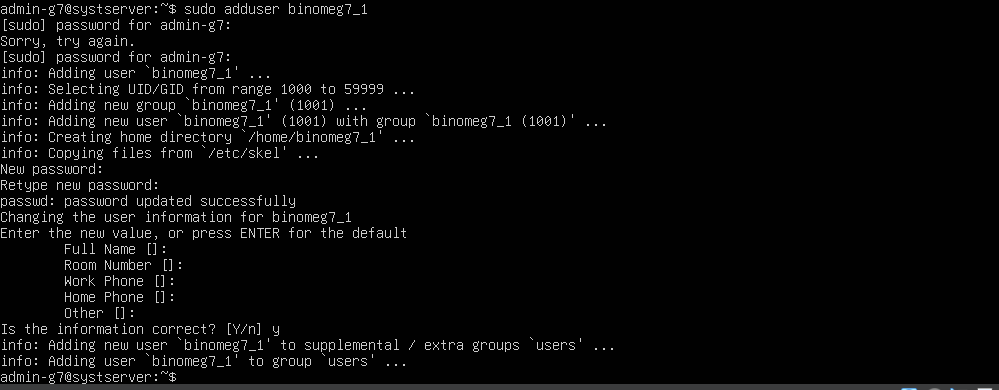 admin-g7@systserver:~$ sudo adduser binomeg7_1
[sudo] password for admin-g7:
Sorry, try again.
[sudo] password for admin-g7:
info: Adding user `binomeg7_1' ...
info: Selecting UID/GID from range 1000 to 59999 ...
info: Adding new group `binomeg7_1' (1001) ...
info: Adding new user `binomeg7_1' (1001) with group `binomeg7_1 (1001)' ...
info: Creating home directory `/home/binomeg7_1' ...
info: Copying files from `/etc/skel' ...
New password:
Retype new password:
passwd: password updated successfully
Changing the user information for binomeg7_1
Enter the new value, or press ENTER for the default
        Full Name []:
        Room Number []:
        Work Phone []:
        Home Phone []:
        Other []:
Is the information correct? [Y/n] y
info: Adding new user `binomeg7_1' to supplemental / extra groups `users' ...
info: Adding user `binomeg7_1' to group `users' ...
admin-g7@systserver:~$